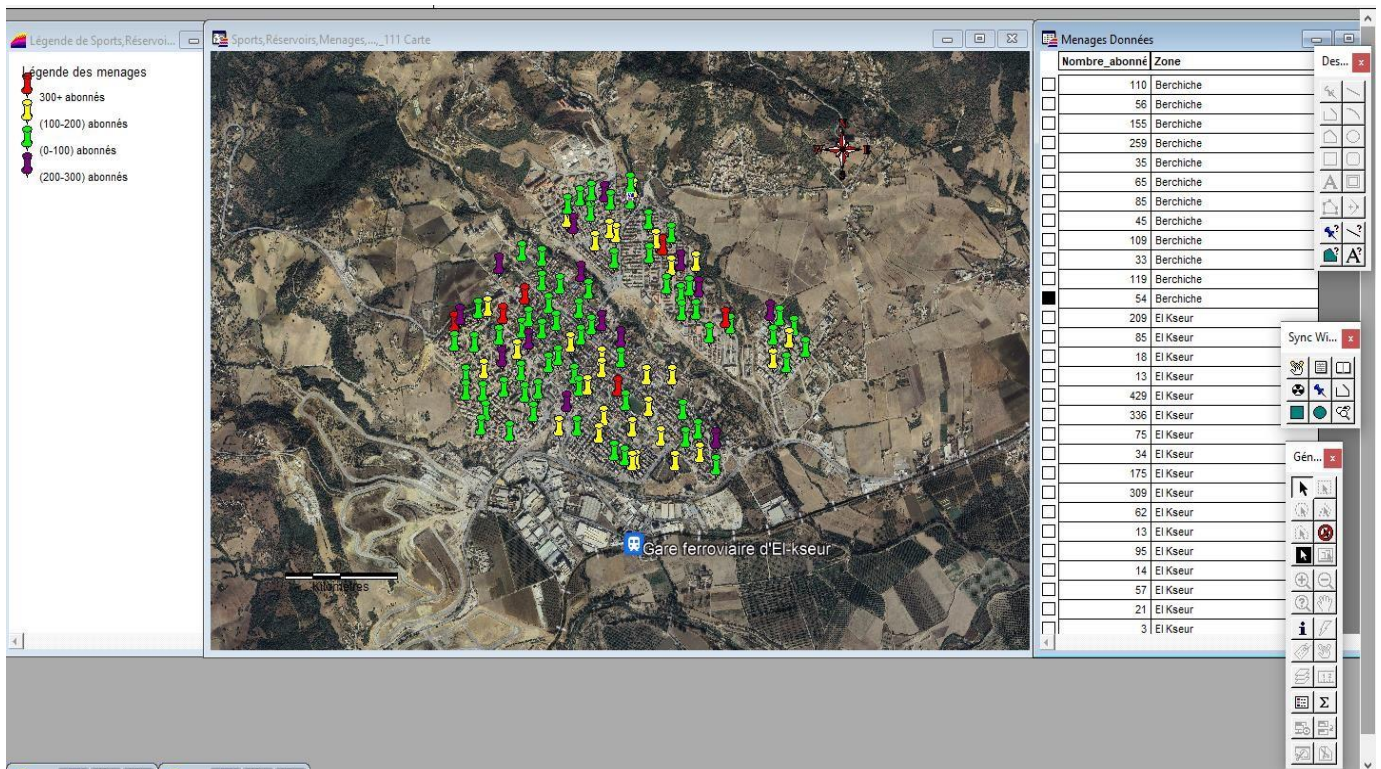 Légende de Sports,Réservoi...
Légende des menages
300+ abonnés
(100-200) abonnés
(0-100) abonnés
(200-300) abonnés
Sports,Réservoirs,Menages,..._111 Carte
E
Gare ferroviaire d'El-kseur
kilomètres
Menages Données
Nombre_abonné Zone
110 Berchiche
56 Berchiche
155 Berchiche
259 Berchiche
35 Berchiche
65 Berchiche
85 Berchiche
45 Berchiche
109 Berchiche
33 Berchiche
119 Berchiche
54 Berchiche
209 El Kseur
85 El Kseur
18 El Kseur
13 El Kseur
429 El Kseur
336 El Kseur
75 El Kseur
34 El Kseur
175 El Kseur
309 El Kseur
62 El Kseur
13 El Kseur
95 El Kseur
14 El Kseur
57 El Kseur
21 El Kseur
3 El Kseur
Des...
A
A?
Sync Wi...
Gén...
i
Σ